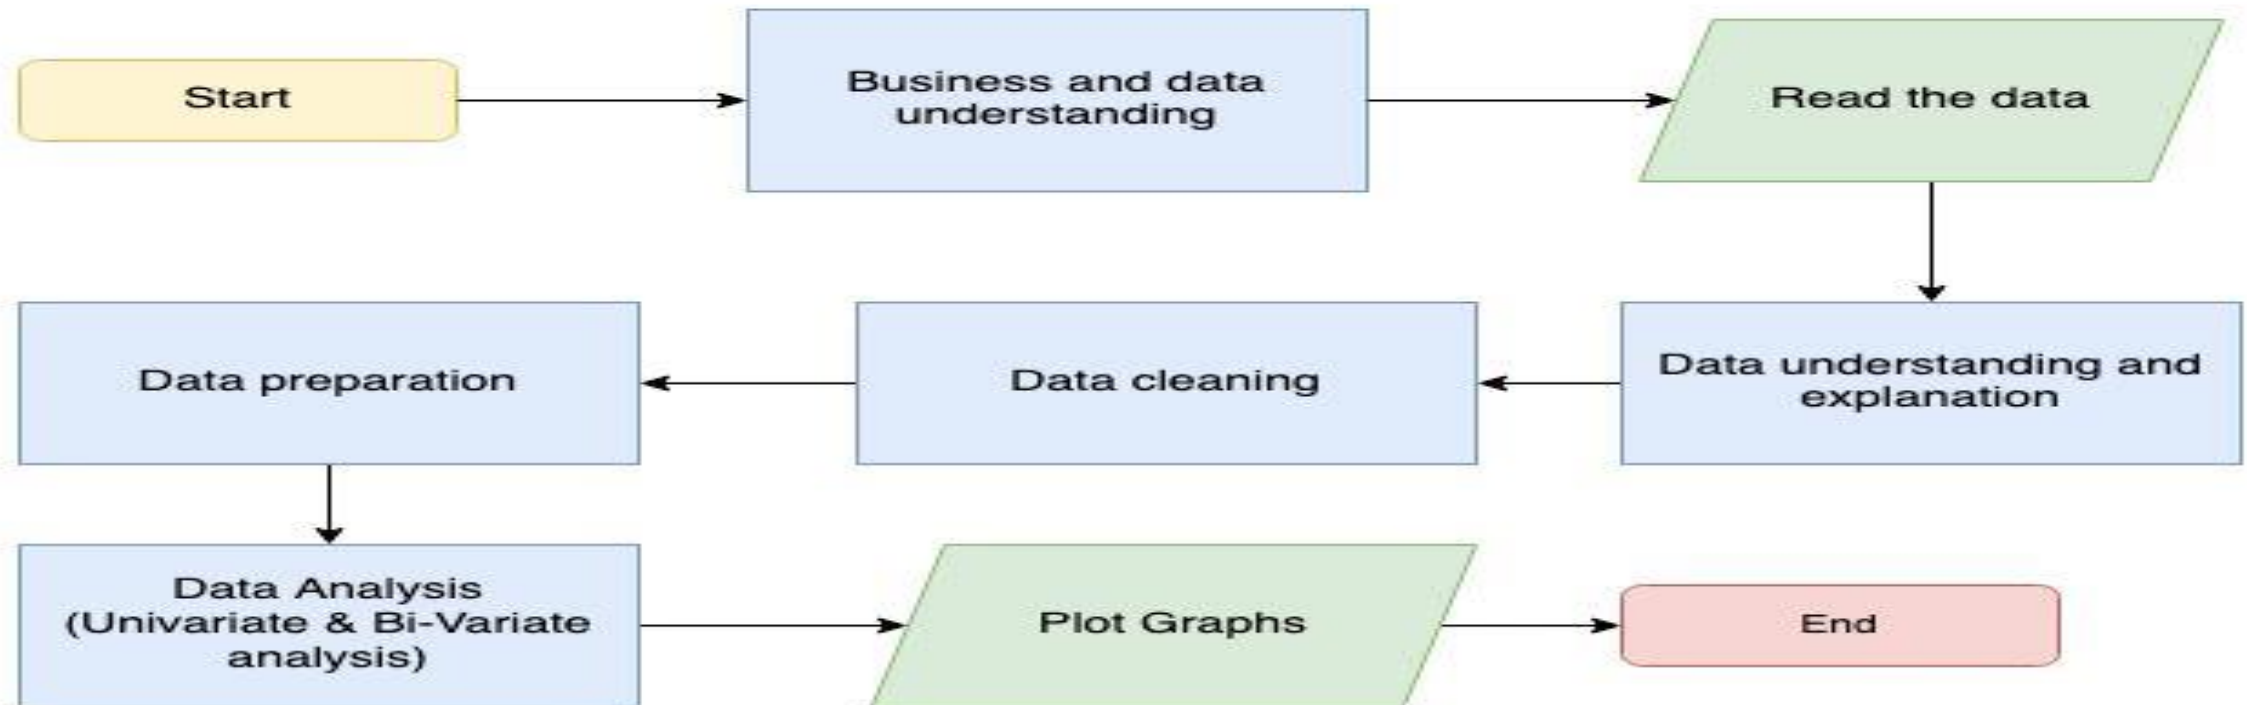 Start
Business and data
understanding
Read the data
Data understanding and
explanation
Data cleaning
Data preparation
Data Analysis
(Univariate & Bi-Variate
analysis)
Plot Graphs
End